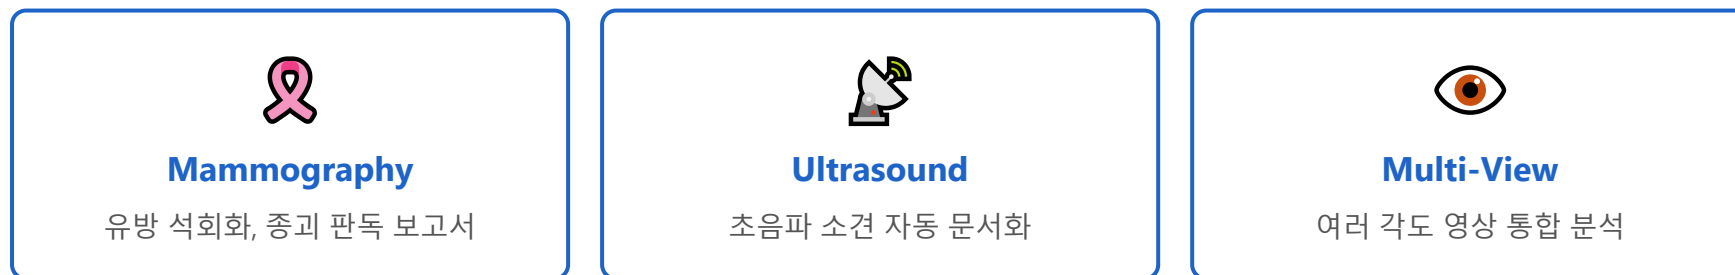 Mammography
유방 석회화, 종괴 판독 보고서
Ultrasound
초음파 소견 자동 문서화
Multi-View
여러 각도 영상 통합 분석